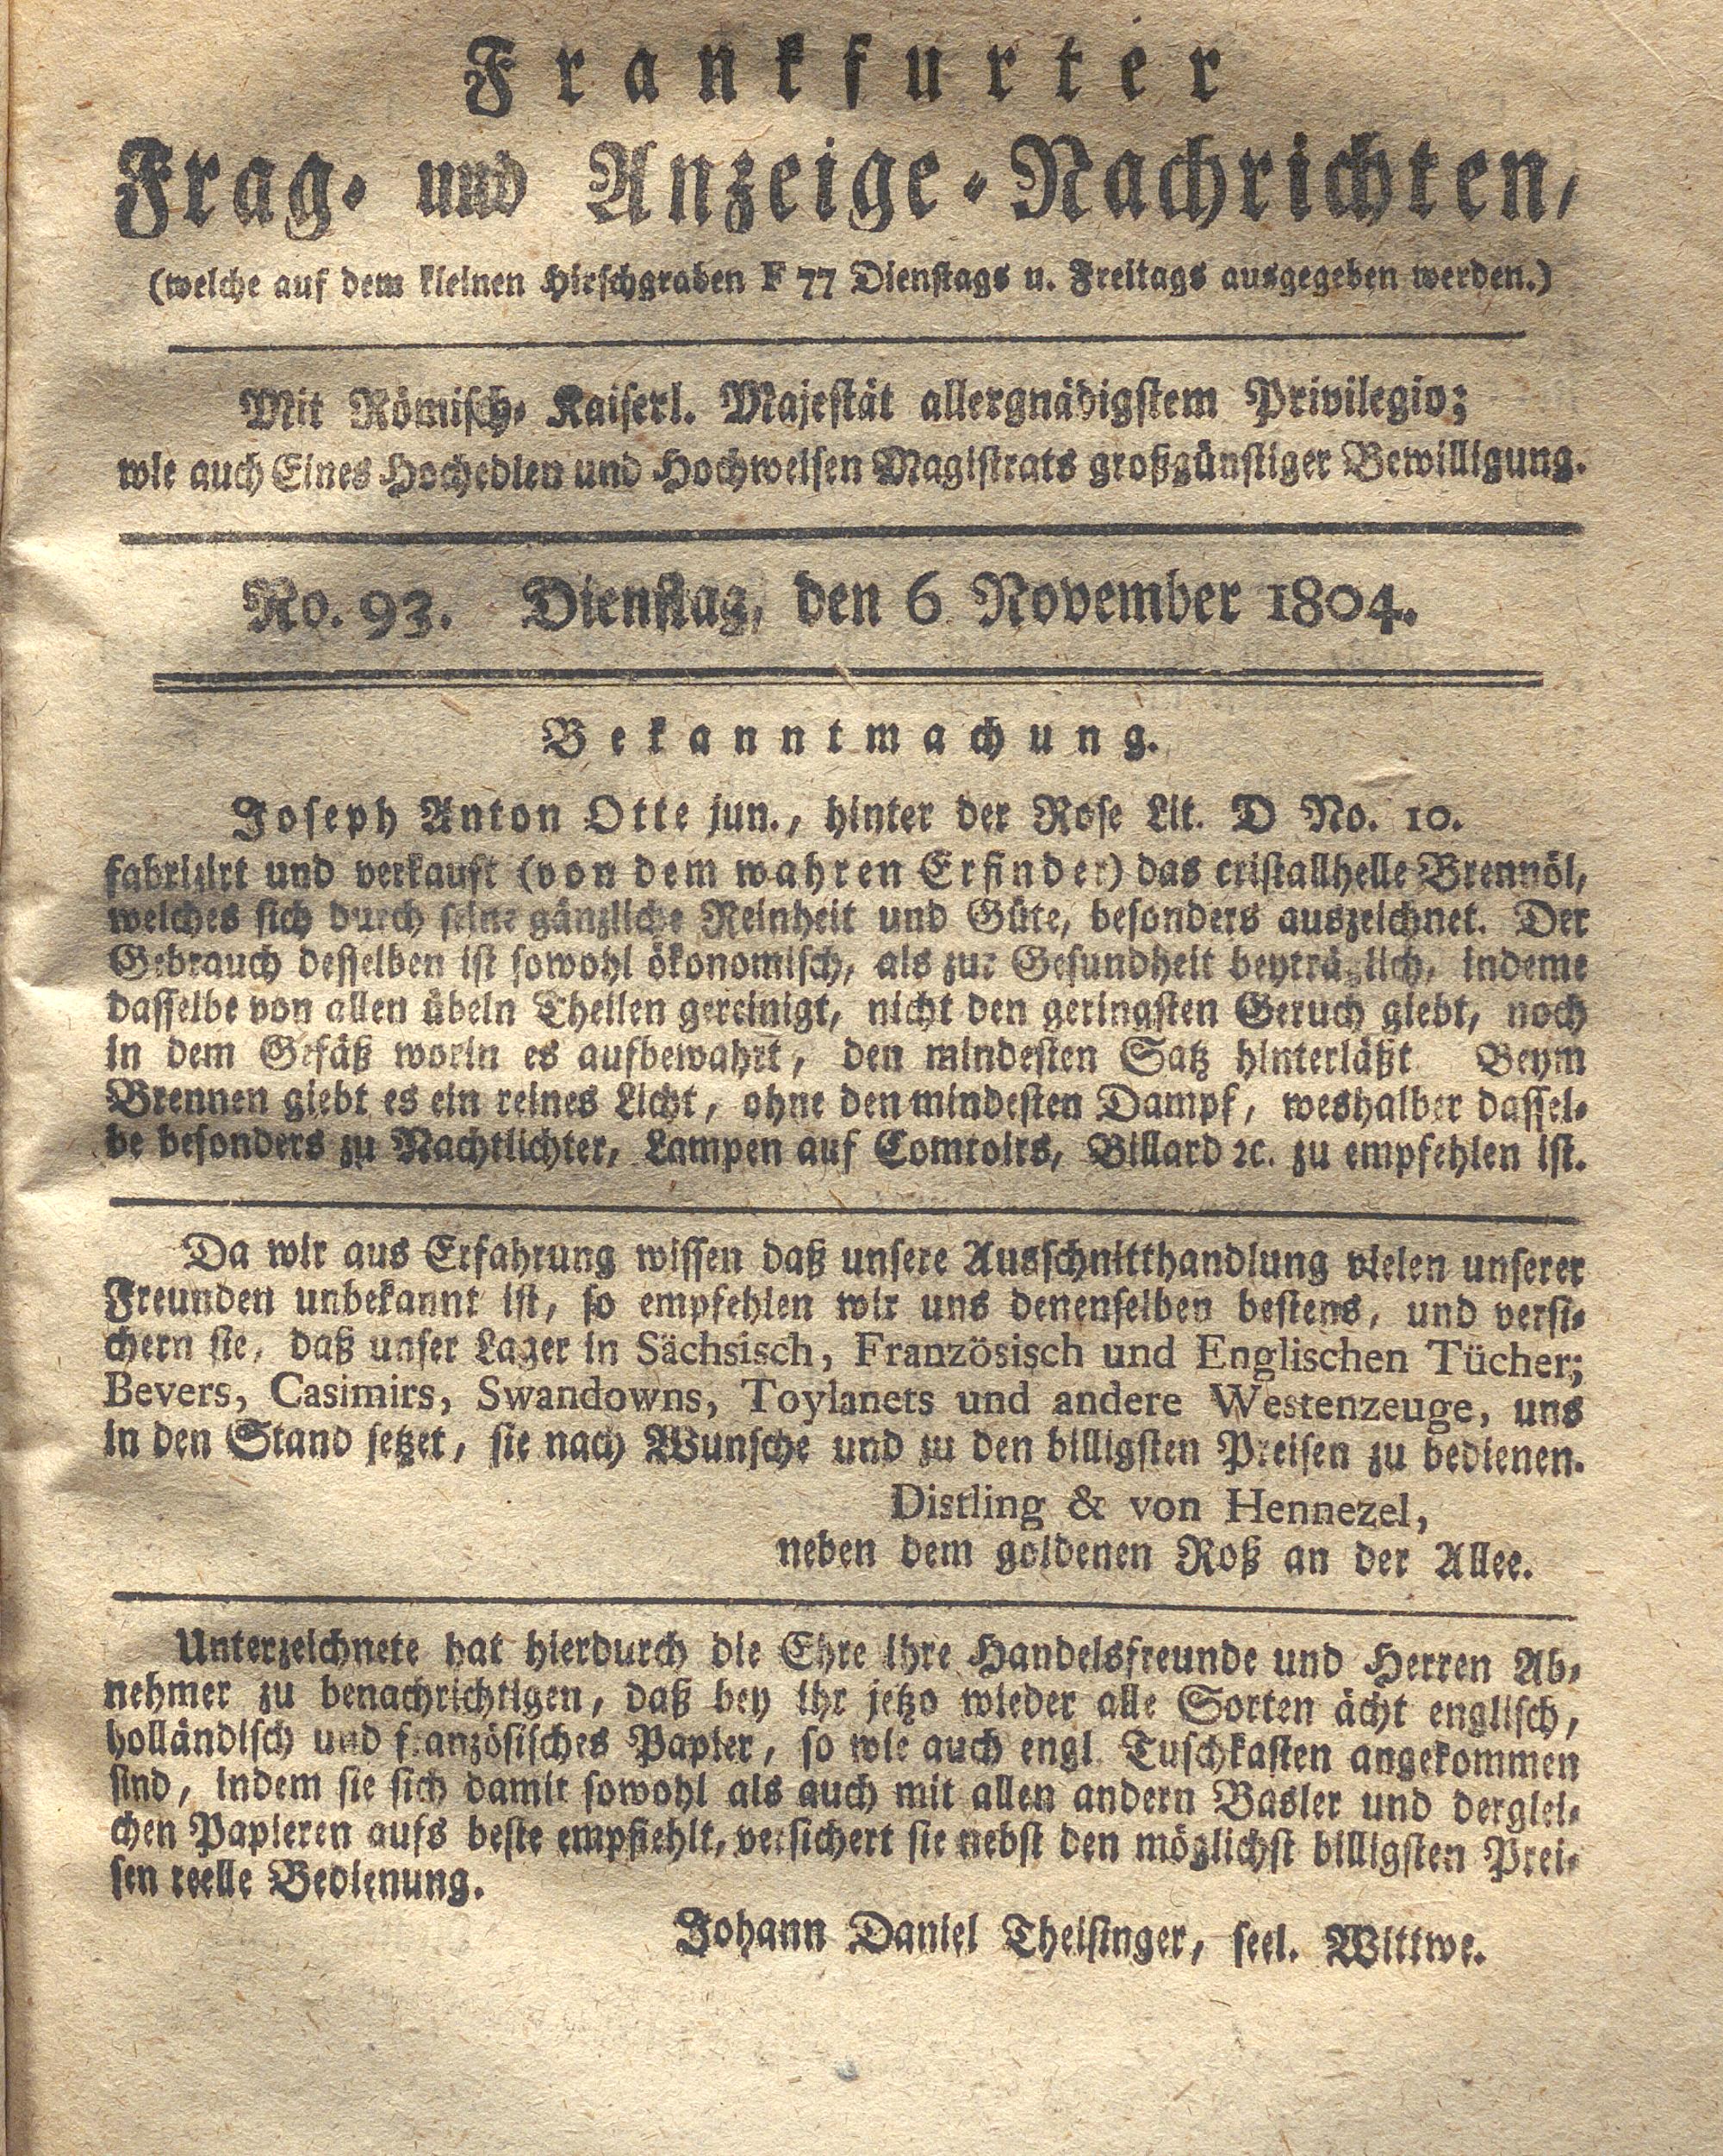 Frankfurter
Frag- und Anzeige-Nachrichten,
(welche auf dem kleinen Hirschgraben F 77 Dienstags u. Freitags ausgegeben werden.)
Mit Römisch- Kaiserl. Majestät allergnädigstem Privilegio;
wie auch Eines Hochedlen und Hochweisen Magistrats großgünstiger Bewilligung.
No. 93. Dienstag, den 6 November 1804.
Bekanntmachung.
Joseph Anton Otte jun., hinter der Rose Lit. D No. 10.
fabrizirt und verkauft (von dem wahren Erfinder) das cristallhelle Brennöl,
welches sich durch seine gänzliche Reinheit und Güte, besonders auszeichnet. Der
Gebrauch desselben ist sowohl ökonomisch, als zur Gesundheit beyträglich, indeme
dasselbe von allen übeln Theilen gereinigt, nicht den geringsten Geruch giebt, noch
in dem Gefäß worin es aufbewahrt, den mindesten Satz hinterläßt Beym
Brennen giebt es ein reines Licht, ohne den mindesten Dampf, weshalber dassel-
be besonders zu Nachtlichter, Lampen auf Comtoirs, Billard ꝛc. zu empfehlen ist.
Da wir aus Erfahrung wissen daß unsere Ausschnitthandlung vielen unserer
Freunden unbekannt ist, so empfehlen wir uns denenselben bestens, und versi-
chern sie, daß unser Lager in Sächsisch, Französisch und Englischen Tücher;
Bevers, Casimirs, Swandowns, Toylanets und andere Westenzeuge, uns
in den Stand setzet, sie nach Wunsche und zu den billigsten Preisen zu bedienen.
Distling & von Hennezel,
neben dem goldenen Roß an der Allee.
Unterzeichnete hat hierdurch die Ehre ihre Handelsfreunde und Herren Ab-
nehmer zu benachrichtigen, daß bey ihr jetzo wieder alle Sorten ächt englisch,
holländisch und französisches Papier, so wie auch engl. Tuschkasten angekommen
sind, indem sie sich damit sowohl als auch mit allen andern Basler und derglei-
chen Papieren aufs beste empfiehlt, versichert sie nebst den möglichst billigsten Prei-
sen reelle Bedienung.
Johann Daniel Theisinger, seel. Wittwe.